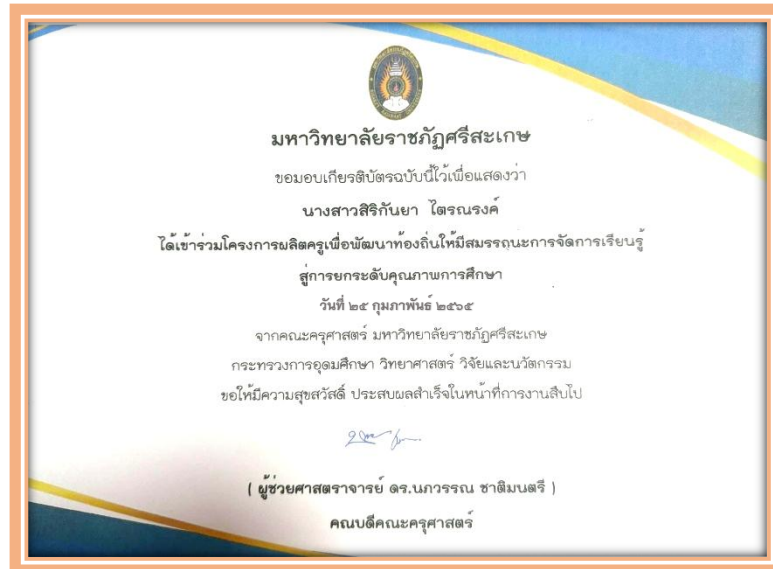 มหาวิทยาลัยราชภัฏศรีสะเกษ
ขอมอบเกียรติบัตรฉบับนี้ไว้เพื่อแสดงว่า
นางสาวสิริกันยา ไตรณรงค์
ได้เข้าร่วมโครงการผลิตครูเพื่อพัฒนาท้องถิ่นให้มีสมรรถนะการจัดการเรียนรู้
สู่การยกระดับคุณภาพการศึกษา
วันที่ ๒๕ กุมภาพันธ์ ๒๕๖๕
จากคณะครุศาสตร์ มหาวิทยาลัยราชภัฏศรีสะเกษ
กระทรวงการอุดมศึกษา วิทยาศาสตร์ วิจัยและนวัตกรรม
ขอให้มีความสุขสวัสดิ์ ประสบผลสำเร็จในหน้าที่การงานสืบไป
( ผู้ช่วยศาสตราจารย์ ดร.นภวรรณ ชาติมนตรี )
คณบดีคณะครุศาสตร์